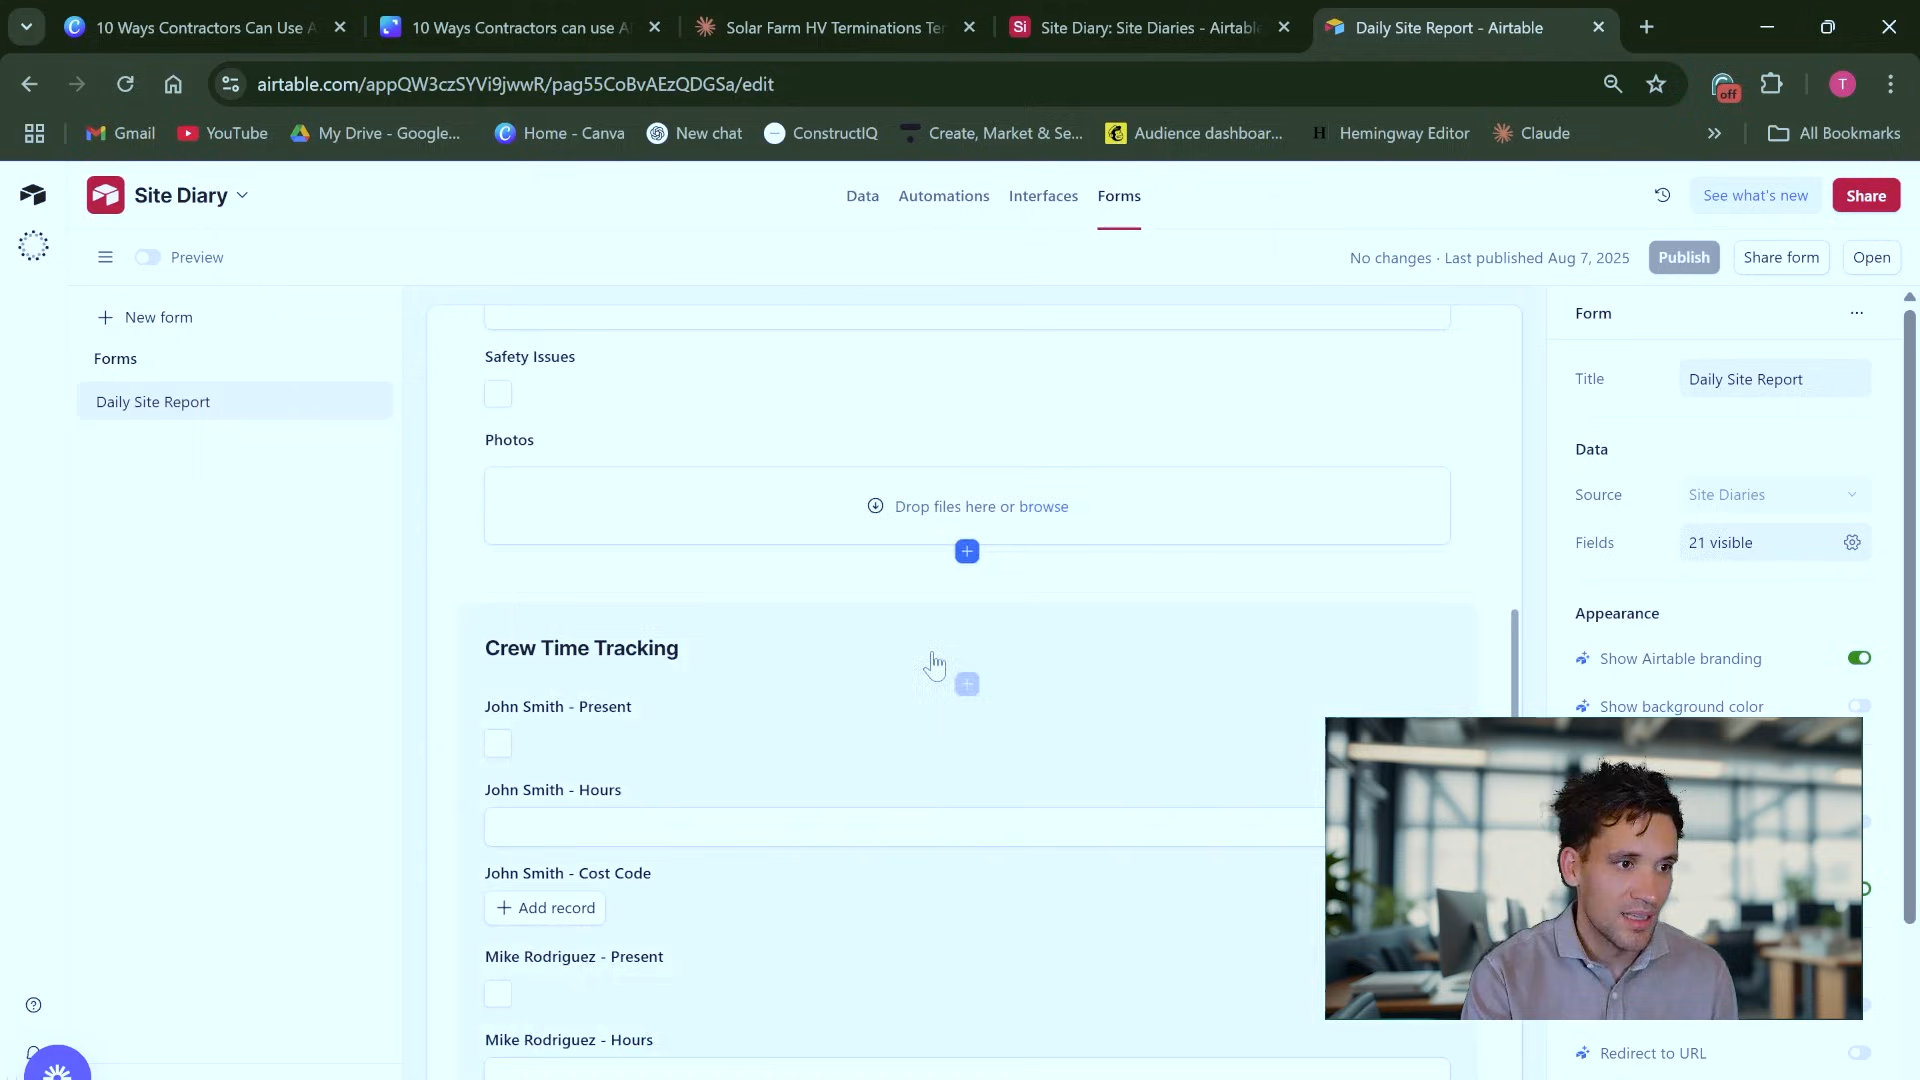 10 Ways Contractors Can Use A
10 Ways Contractors can use A
Solar Farm HV Terminations Te
Si
Site Diary: Site Diaries - Airtable
Daily Site Report - Airtable
airtable.com/appQW3czSYVi9jwwR/pag55CoBvAEzQDGSa/edit
off
T
Gmail
YouTube
My Drive - Google...
Home - Canva
New chat
ConstructIQ
Create, Market & Se...
Audience dashboar...
H
Hemingway Editor
Claude
All Bookmarks
Site Diary
Data
Automations
Interfaces
Forms
See what's new
Share
Preview
No changes · Last published Aug 7, 2025
Publish
Share form
Open
New form
Forms
Daily Site Report
Safety Issues
Photos
Drop files here or browse
Crew Time Tracking
John Smith - Present
John Smith - Hours
John Smith - Cost Code
Add record
Mike Rodriguez - Present
Mike Rodriguez - Hours
Form
Title
Daily Site Report
Data
Source
Site Diaries
Fields
21 visible
Appearance
Show Airtable branding
Show background color
Redirect to URL